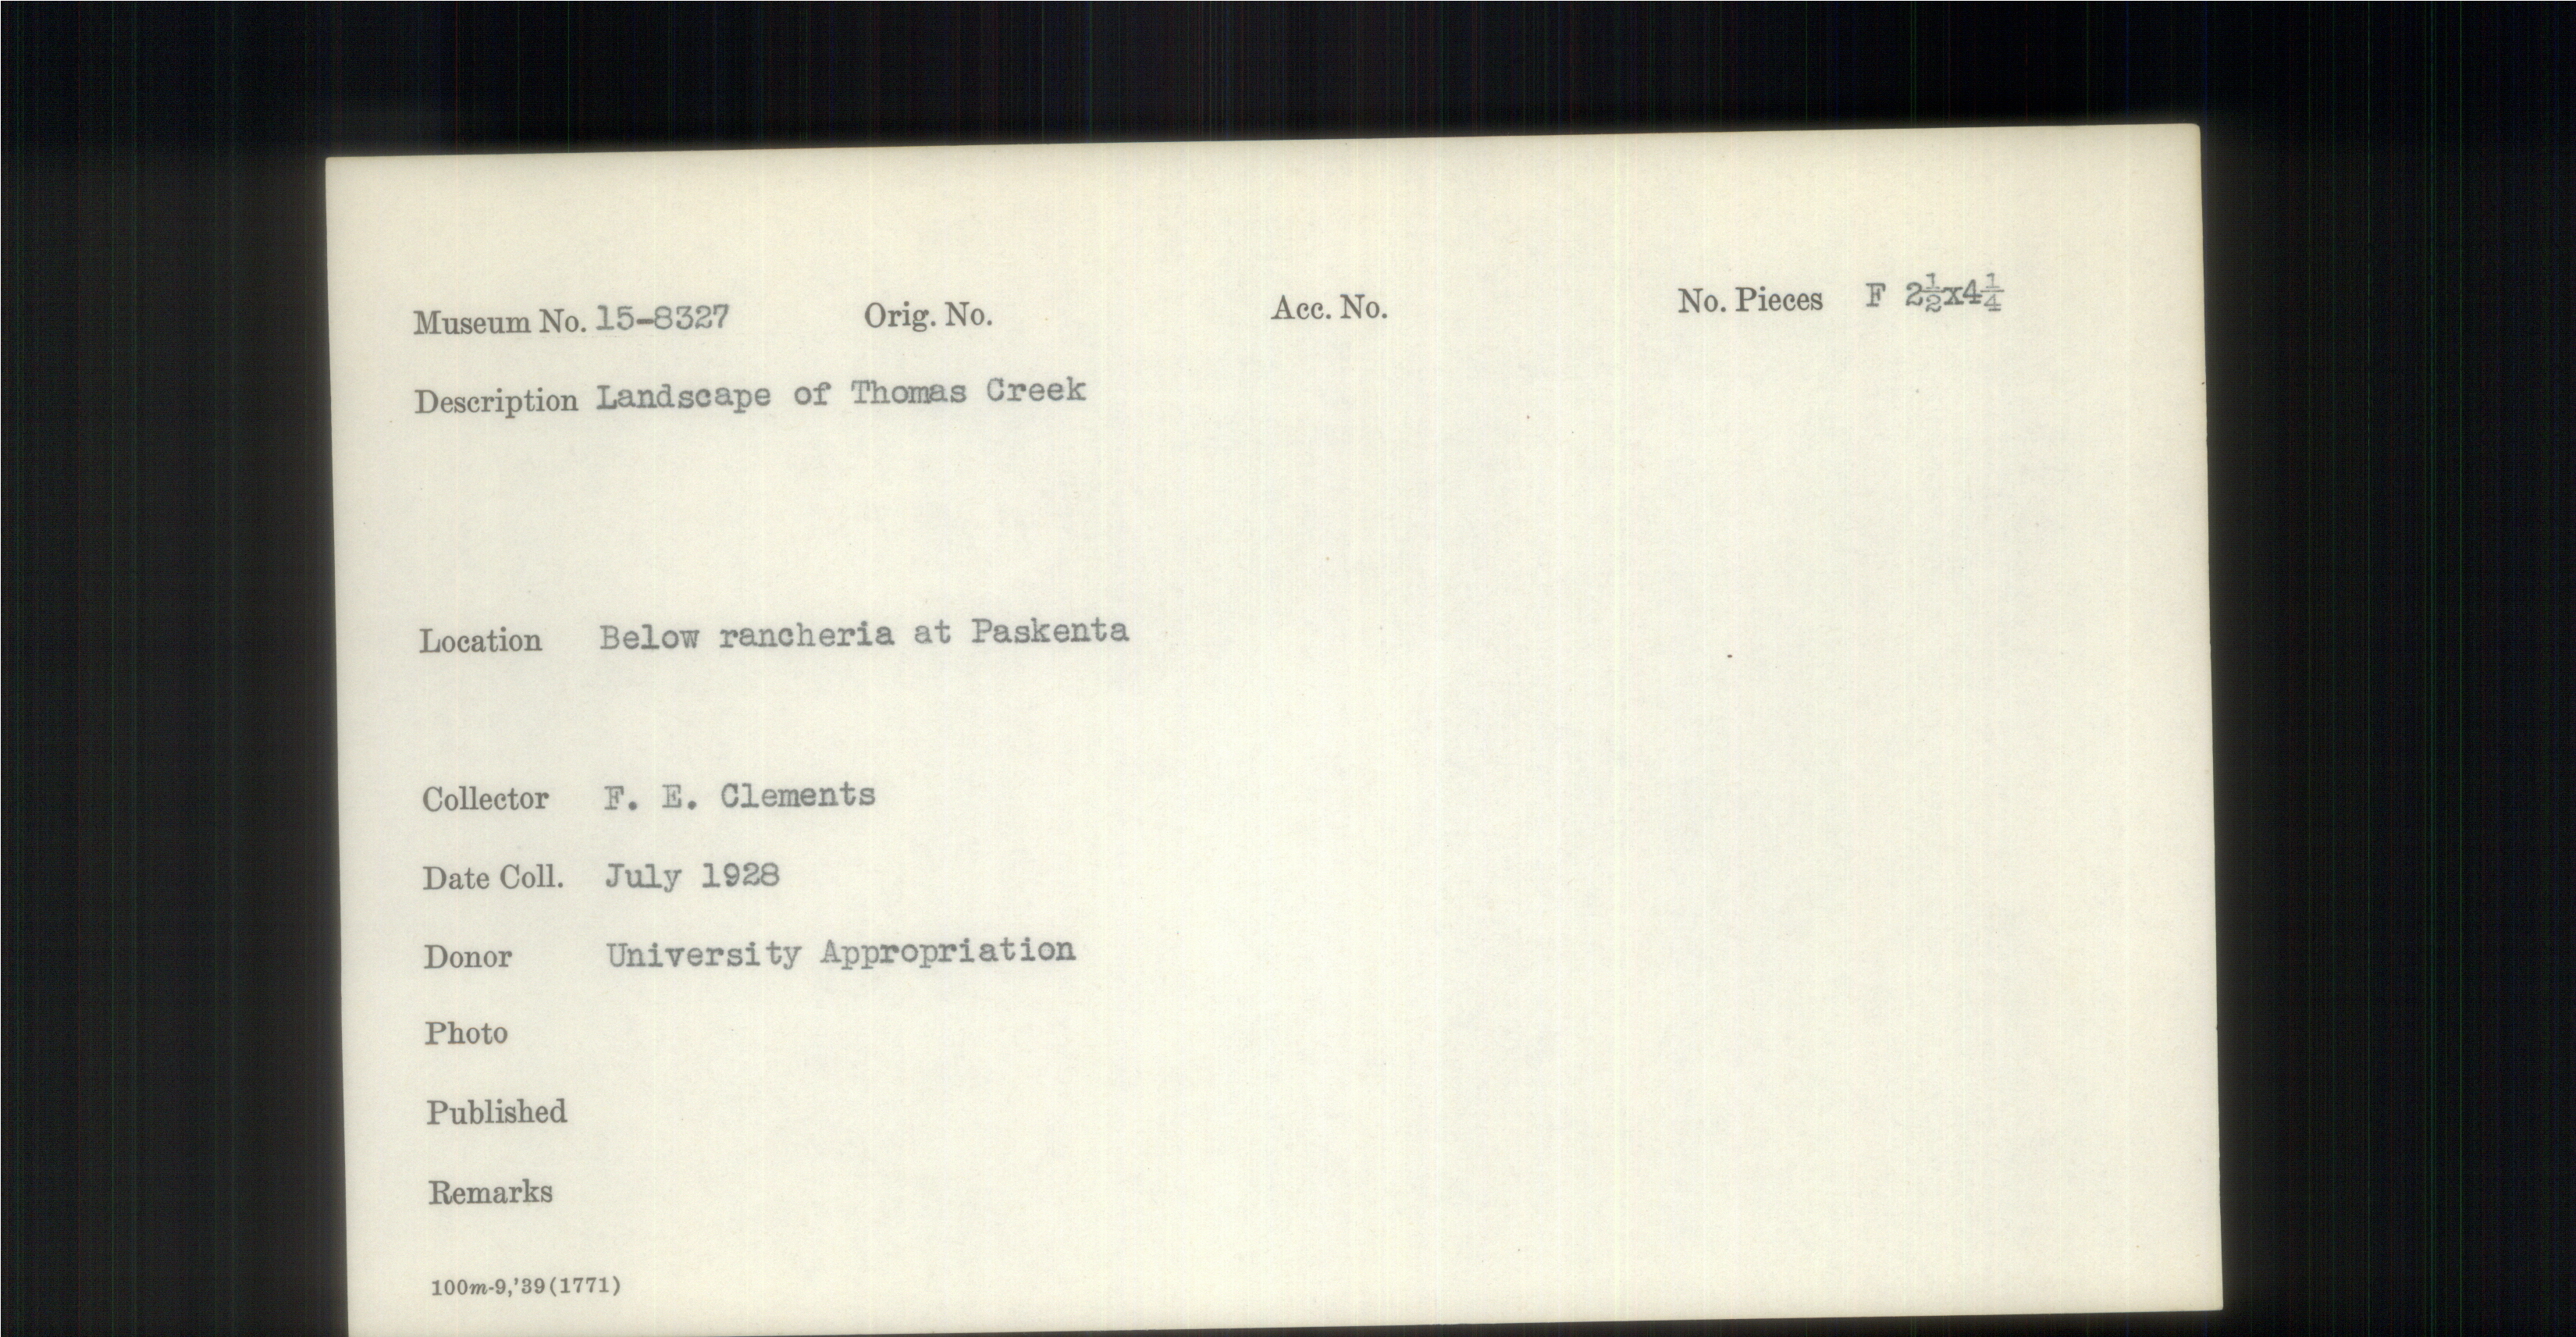 Museum No. 15-8327 Orig. No. Acc. No. No. Pieces F 2½x4¼
Description Landscape of Thomas Creek
Location Below rancheria at Paskenta
Collector F. E. Clements
Date Coll. July 1928
Donor University Appropriation
Photo
Published
Remarks
100m-9,'39(1771)